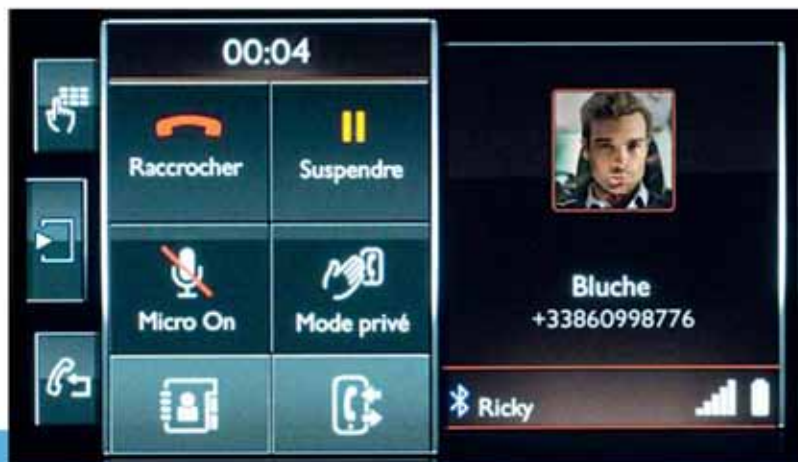 00:04
Raccrocher
Suspendre
Micro On
Mode privé
Bluche
+33860998776
Ricky